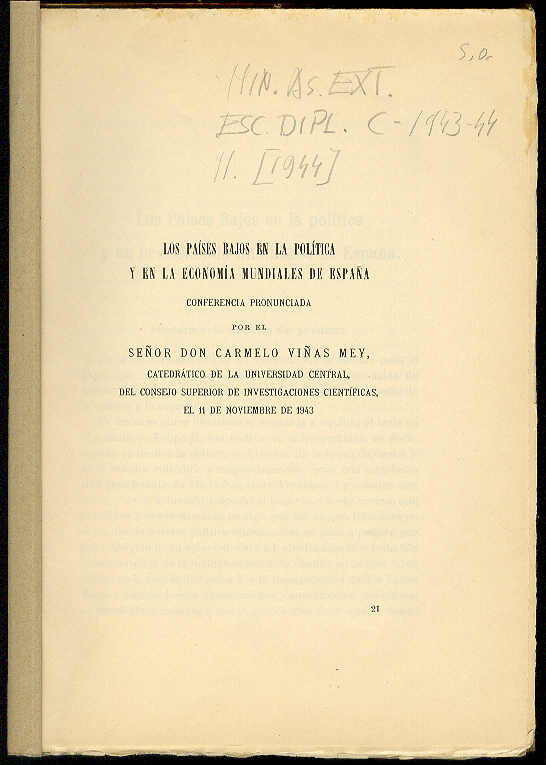 S,o.
MIN. As. EXT.
ESC. DIPL. C-1943-44
11. [1944]
LOS PAÍSES BAJOS EN LA POLÍTICA
Y EN LA ECONOMÍA MUNDIALES DE ESPAÑA
CONFERENCIA PRONUNCIADA
POR EL
SEÑOR DON CARMELO VIÑAS MEY,
CATEDRÁTICO DE LA UNIVERSIDAD CENTRAL,
DEL CONSEJO SUPERIOR DE INVESTIGACIONES CIENTÍFICAS,
EL 11 DE NOVIEMBRE DE 1943
21